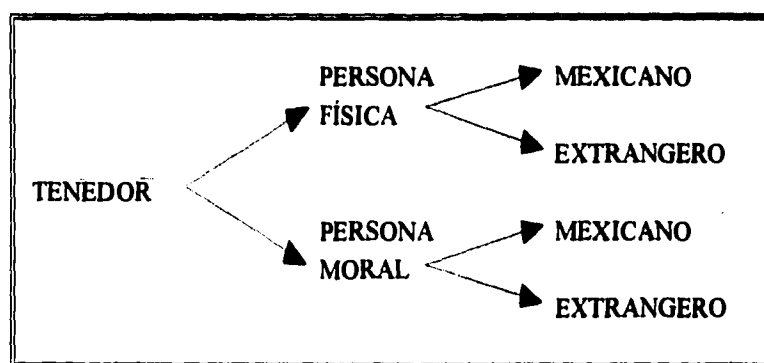 TENEDOR
PERSONA
FÍSICA
MEXICANO
EXTRANGERO
PERSONA
MORAL
MEXICANO
EXTRANGERO